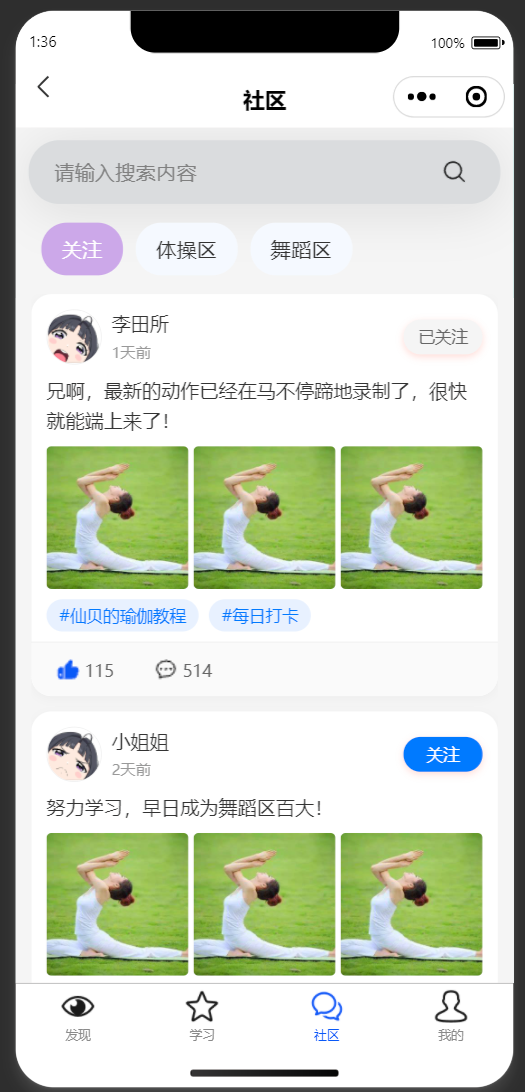 1:36
100%
社区
请输入搜索内容
关注
体操区
舞蹈区
李田所
1天前
已关注
兄啊，最新的动作已经在马不停蹄地录制了，很快
就能端上来了！
#仙贝的瑜伽教程
#每日打卡
115
514
小姐姐
2天前
关注
努力学习，早日成为舞蹈区百大！
发现
学习
社区
我的